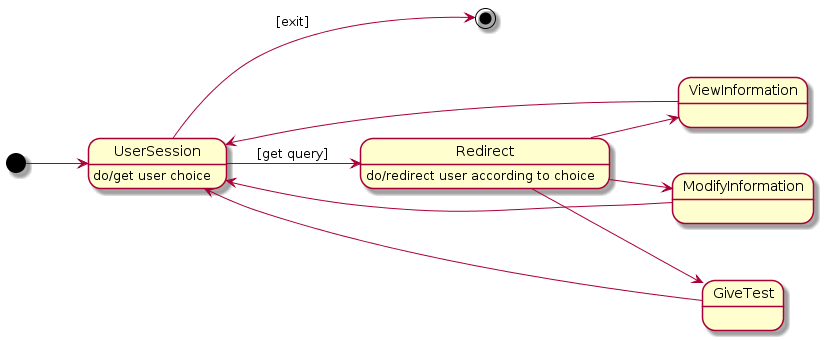 [exit]
ViewInformation
UserSession
do/get user choice
[get query]
Redirect
do/redirect user according to choice
ModifyInformation
GiveTest